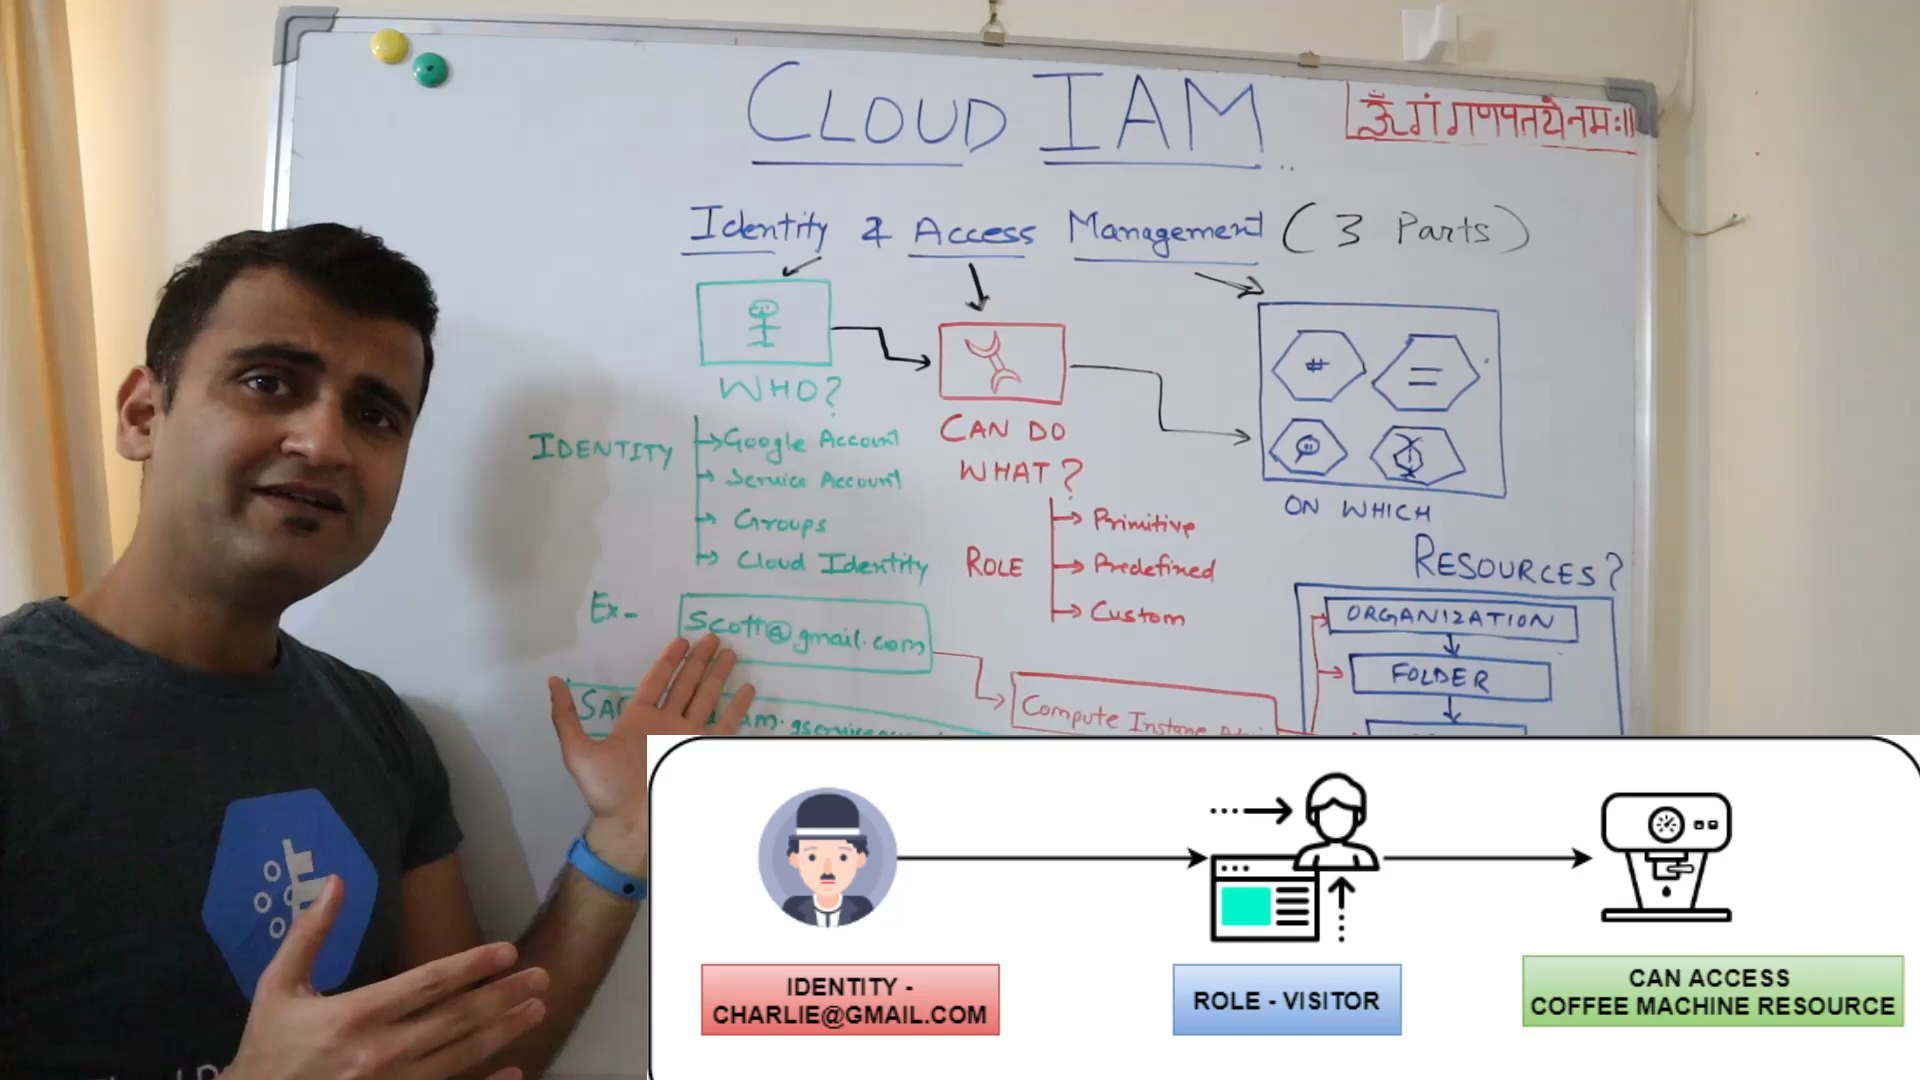 CLOUD IAM
ॐ गं गणपतये नमः॥
Identity & Access Management (3 Parts)
WHO?
IDENTITY
Google Account
Service Account
Groups
Cloud Identity
CAN DO
WHAT?
ROLE
Primitive
Predefined
Custom
ON WHICH
RESOURCES?
ORGANIZATION
FOLDER
Ex-
Scott@gmail.com
Compute Instance
IDENTITY -
CHARLIE@GMAIL.COM
ROLE - VISITOR
CAN ACCESS
COFFEE MACHINE RESOURCE